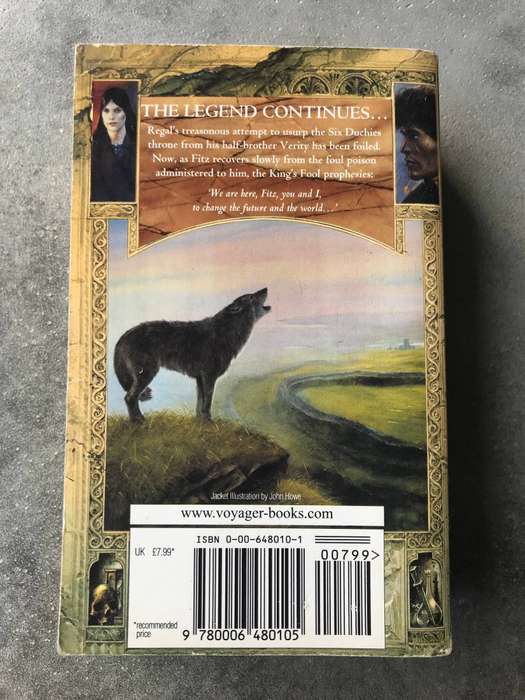 THE LEGEND CONTINUES...
Regal's treasonous attempt to usurp the Six Duchies
throne from his half-brother Verity has been foiled.
Now, as Fitz recovers slowly from the foul poison
administered to him, the King's Fool prophesies:
'We are here, Fitz, you and I,
to change the future and the world...'
Jacket Illustration by John Howe
www.voyager-books.com
ISBN 0-00-648010-1
UK £7.99*
00799>
*recommended
price
9 780006 480105